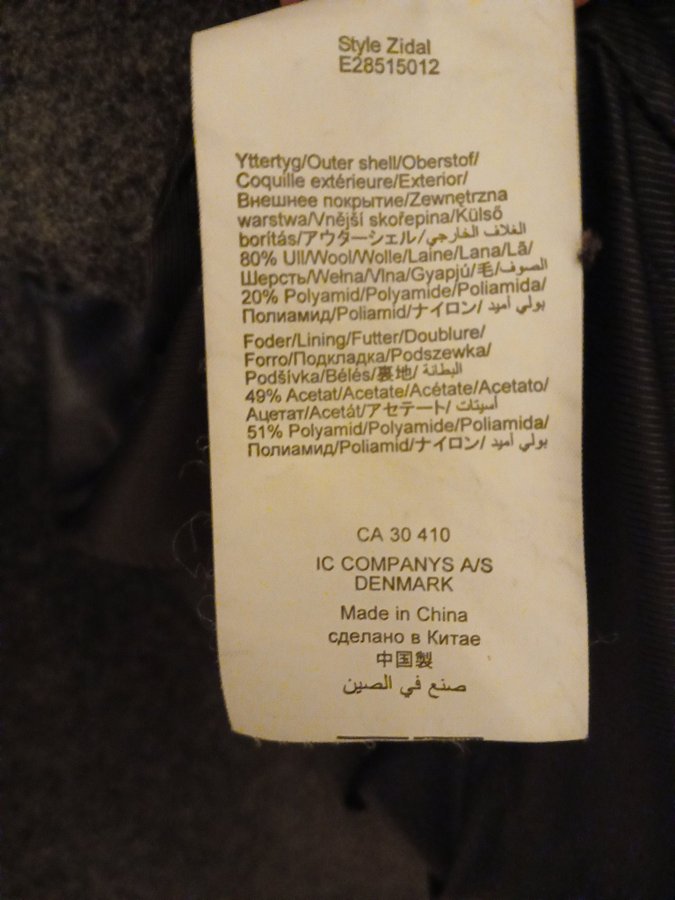 Style Zidal
E28515012
Yttertyg/Outer shell/Oberstof/
Coquille extérieure/Exterior/
Внешнее покрытие/Zewnętrzna
warstwa/Vnější skořepina/Külső
borítás/アウターシェル/الغلاف الخارجي
80% Ull/Wool/Wolle/Laine/Lana/Lã/
Шерсть/Wełna/Vlna/Gyapjú/毛/الصوف
20% Polyamid/Polyamide/Poliamida/
Полиамид/Poliamid/ナイロン/بولي أميد
Foder/Lining/Futter/Doublure/
Forro/Подкладка/Podszewka/
Podšívka/Bélés/裏地/البطانة
49% Acetat/Acetate/Acétate/Acetato/
Ацетат/Acetát/アセテート/أسيتات
51% Polyamid/Polyamide/Poliamida/
Полиамид/Poliamid/ナイロン/بولي أميد
CA 30 410
IC COMPANYS A/S
DENMARK
Made in China
сделано в Китае
中国製
صنع في الصين